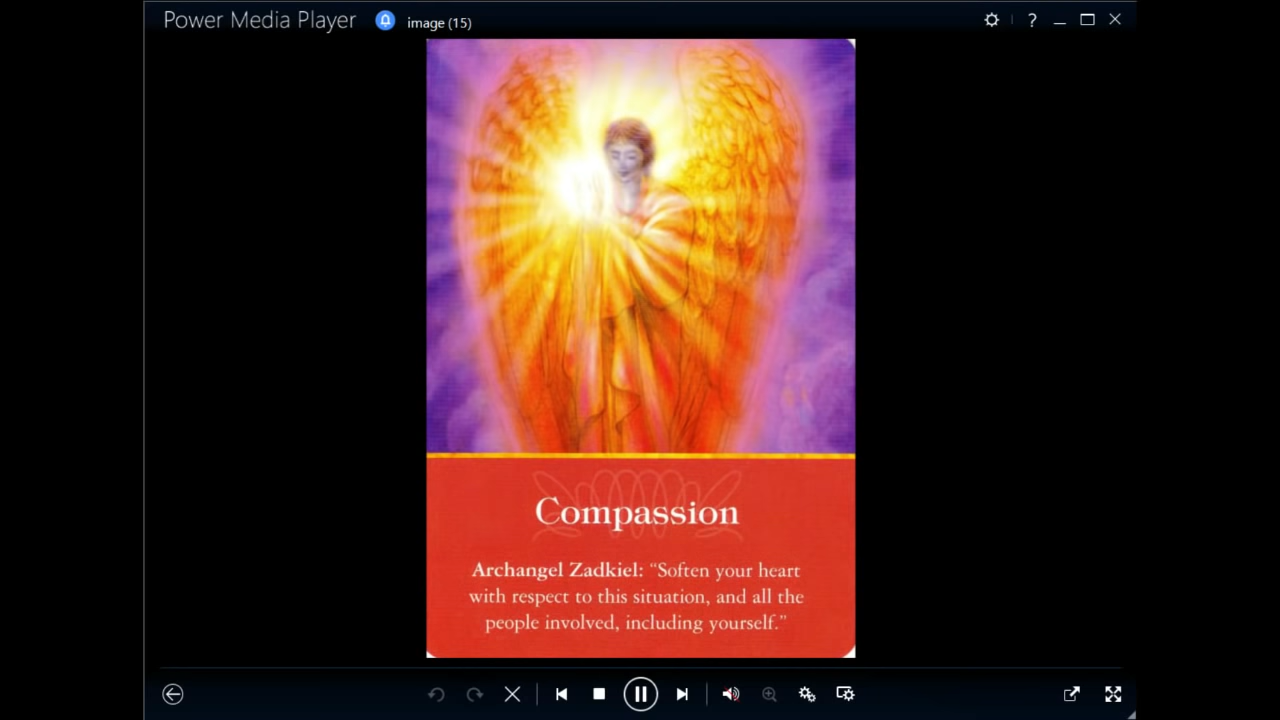 Power Media Player
image (15)
?
Compassion
Archangel Zadkiel: “Soften your heart
with respect to this situation, and all the
people involved, including yourself.”